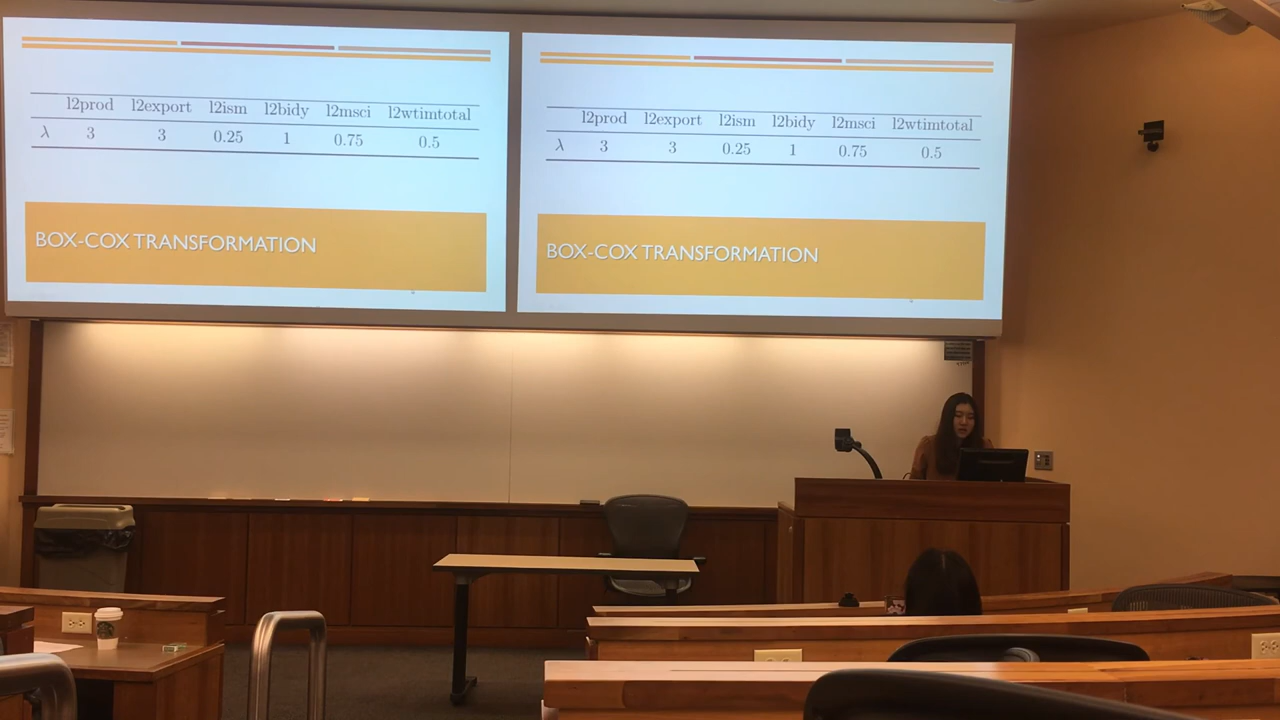 l2prod l2export l2ism l2bidy l2msci l2wtimtotal
λ 3 3 0.25 1 0.75 0.5
BOX-COX TRANSFORMATION
l2prod l2export l2ism l2bidy l2msci l2wtimtotal
λ 3 3 0.25 1 0.75 0.5
BOX-COX TRANSFORMATION